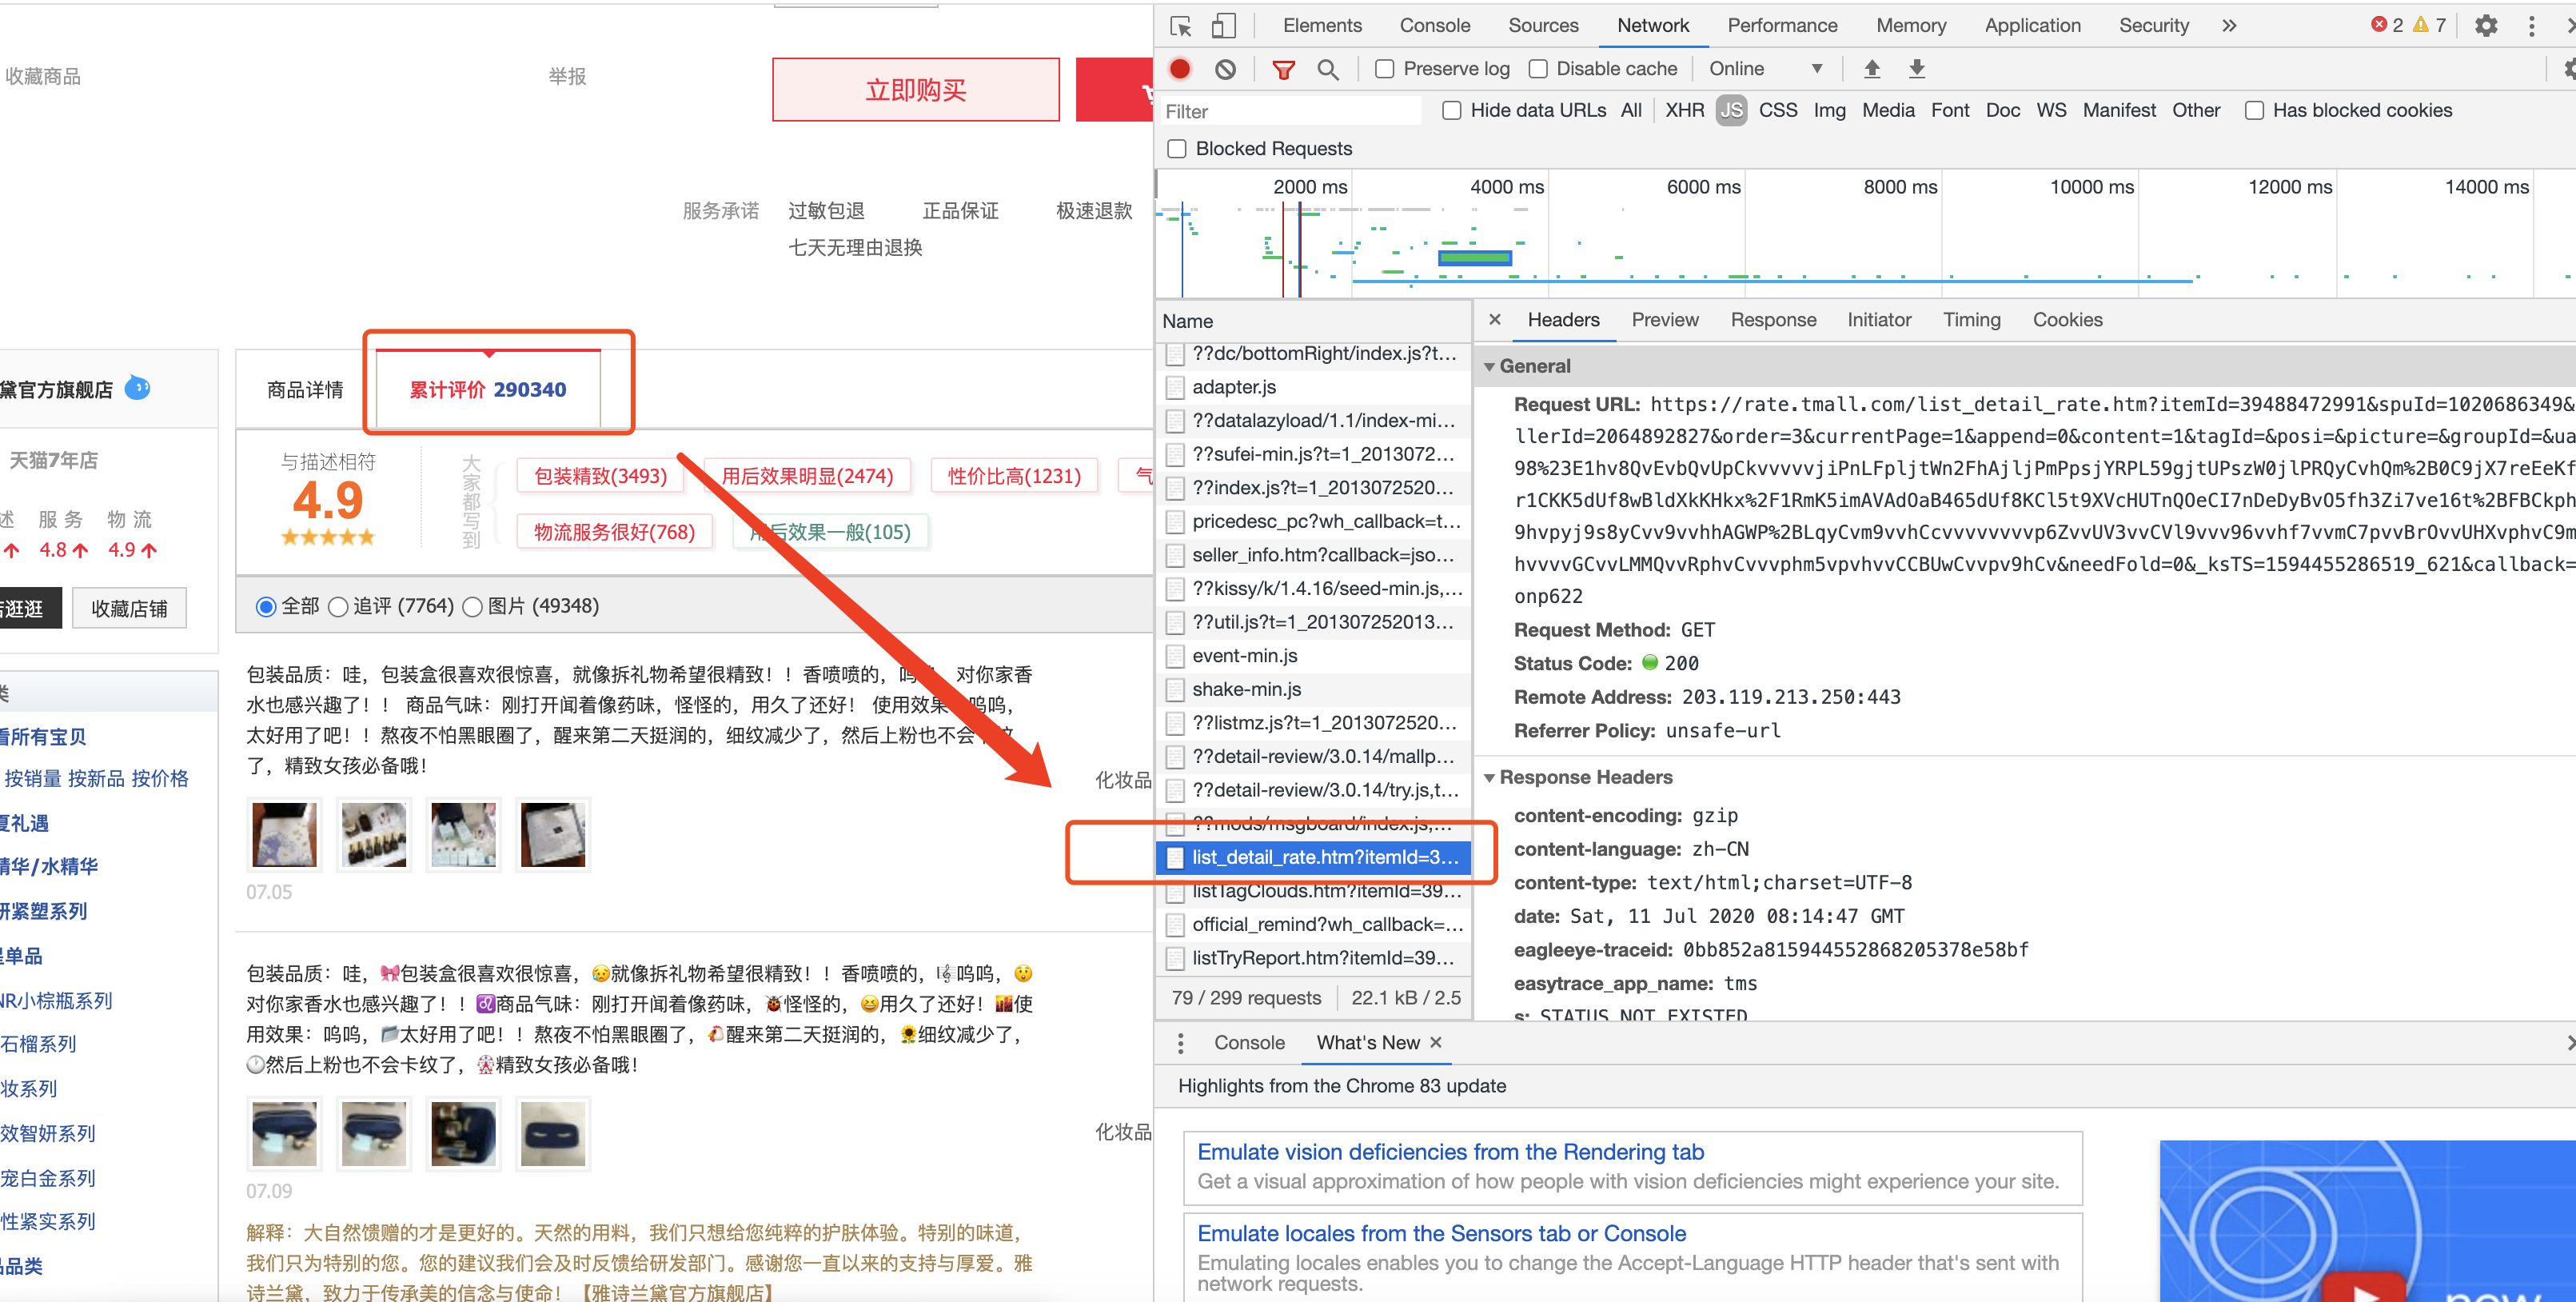 收藏商品
举报
立即购买
服务承诺 过敏包退 正品保证 极速退款
七天无理由退换
黛官方旗舰店
天猫7年店
述 服务 物流
4.8 4.9
逛逛 收藏店铺
类
看所有宝贝
按销量 按新品 按价格
夏礼遇
精华/水精华
研紧塑系列
星单品
NR小棕瓶系列
石榴系列
妆系列
效智妍系列
宠白金系列
性紧实系列
品品类
商品详情
累计评价 290340
与描述相符
4.9
大家都写到
包装精致(3493) 用后效果明显(2474) 性价比高(1231) 气
物流服务很好(768) 用后效果一般(105)
全部 追评 (7764) 图片 (49348)
包装品质：哇，包装盒很喜欢很惊喜，就像拆礼物希望很精致！！香喷喷的，呜 对你家香
水也感兴趣了！！ 商品气味：刚打开闻着像药味，怪怪的，用久了还好！ 使用效果 呜呜，
太好用了吧！！熬夜不怕黑眼圈了，醒来第二天挺润的，细纹减少了，然后上粉也不会卡纹
了，精致女孩必备哦！
化妆品
07.05
包装品质：哇，🎀包装盒很喜欢很惊喜，😥就像拆礼物希望很精致！！香喷喷的，🎼呜呜，😲
对你家香水也感兴趣了！！♌商品气味：刚打开闻着像药味，🐞怪怪的，😆用久了还好！🌇使
用效果：呜呜，📂太好用了吧！！熬夜不怕黑眼圈了，🐔醒来第二天挺润的，🌻细纹减少了，
🕐然后上粉也不会卡纹了，🎡精致女孩必备哦！
化妆品
07.09
解释：大自然馈赠的才是更好的。天然的用料，我们只想给您纯粹的护肤体验。特别的味道，
我们只为特别的您。您的建议我们会及时反馈给研发部门。感谢您一直以来的支持与厚爱。雅
诗兰黛，致力于传承美的信念与使命！【雅诗兰黛官方旗舰店】
Elements Console Sources Network Performance Memory Application Security » 2 7
Preserve log Disable cache Online
Filter Hide data URLs All XHR JS CSS Img Media Font Doc WS Manifest Other Has blocked cookies
Blocked Requests
2000 ms 4000 ms 6000 ms 8000 ms 10000 ms 12000 ms 14000 ms
Name
??dc/bottomRight/index.js?t…
adapter.js
??datalazyload/1.1/index-mi…
??sufei-min.js?t=1_2013072…
??index.js?t=1_2013072520…
pricedesc_pc?wh_callback=t…
seller_info.htm?callback=jso…
??kissy/k/1.4.16/seed-min.js,…
??util.js?t=1_201307252013…
event-min.js
shake-min.js
??listmz.js?t=1_2013072520…
??detail-review/3.0.14/mallp…
??detail-review/3.0.14/try.js,t…
??mods/msgboard/index.js,…
list_detail_rate.htm?itemId=3…
listTagClouds.htm?itemId=39…
official_remind?wh_callback=…
listTryReport.htm?itemId=39…
79 / 299 requests 22.1 kB / 2.5
× Headers Preview Response Initiator Timing Cookies
General
Request URL: https://rate.tmall.com/list_detail_rate.htm?itemId=39488472991&spuId=1020686349&
llerId=2064892827&order=3&currentPage=1&append=0&content=1&tagId=&posi=&picture=&groupId=&ua
98%23E1hv8QvEvbQvUpCkvvvvvjiPnLFpljtWn2FhAjljPmPpsjYRPL59gjtUPszW0jlPRQyCvhQm%2B0C9jX7reEeKf
r1CKK5dUf8wBldXkKHkx%2F1RmK5imAVAdOaB465dUf8KCl5t9XVcHUTnQOeCI7nDeDyBvO5fh3Zi7ve16t%2BFBCkph
9hvpyj9s8yCvv9vvhhAGWP%2BLqyCvm9vvhCcvvvvvvvvp6ZvvUV3vvCVl9vvv96vvhf7vvmC7pvvBrOvvUHXvphvC9m
hvvvvGCvvLMMQvvRphvCvvvphm5vpvhvvCCBUwCvvpv9hCv&needFold=0&_ksTS=1594455286519_621&callback=
onp622
Request Method: GET
Status Code: 200
Remote Address: 203.119.213.250:443
Referrer Policy: unsafe-url
Response Headers
content-encoding: gzip
content-language: zh-CN
content-type: text/html;charset=UTF-8
date: Sat, 11 Jul 2020 08:14:47 GMT
eagleeye-traceid: 0bb852a815944552868205378e58bf
easytrace_app_name: tms
s: STATUS_NOT_EXISTED
Console What's New ×
Highlights from the Chrome 83 update
Emulate vision deficiencies from the Rendering tab
Get a visual approximation of how people with vision deficiencies might experience your site.
Emulate locales from the Sensors tab or Console
Emulating locales enables you to change the Accept-Language HTTP header that's sent with
network requests.
new